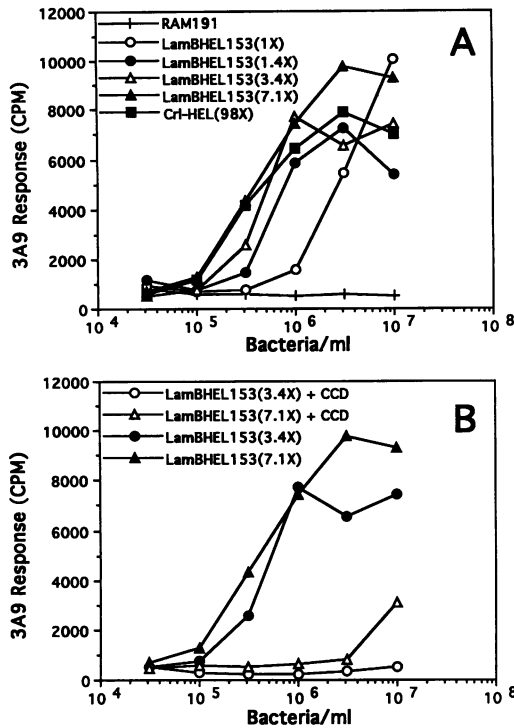 A
RAM191
LamBHEL153(1X)
LamBHEL153(1.4X)
LamBHEL153(3.4X)
LamBHEL153(7.1X)
Crl-HEL(98X)
12000
10000
8000
6000
4000
2000
0
3A9 Response (CPM)
10 4
10 5
10 6
10 7
10 8
Bacteria/ml
B
LamBHEL153(3.4X) + CCD
LamBHEL153(7.1X) + CCD
LamBHEL153(3.4X)
LamBHEL153(7.1X)
12000
10000
8000
6000
4000
2000
0
3A9 Response (CPM)
10 4
10 5
10 6
10 7
10 8
Bacteria/ml